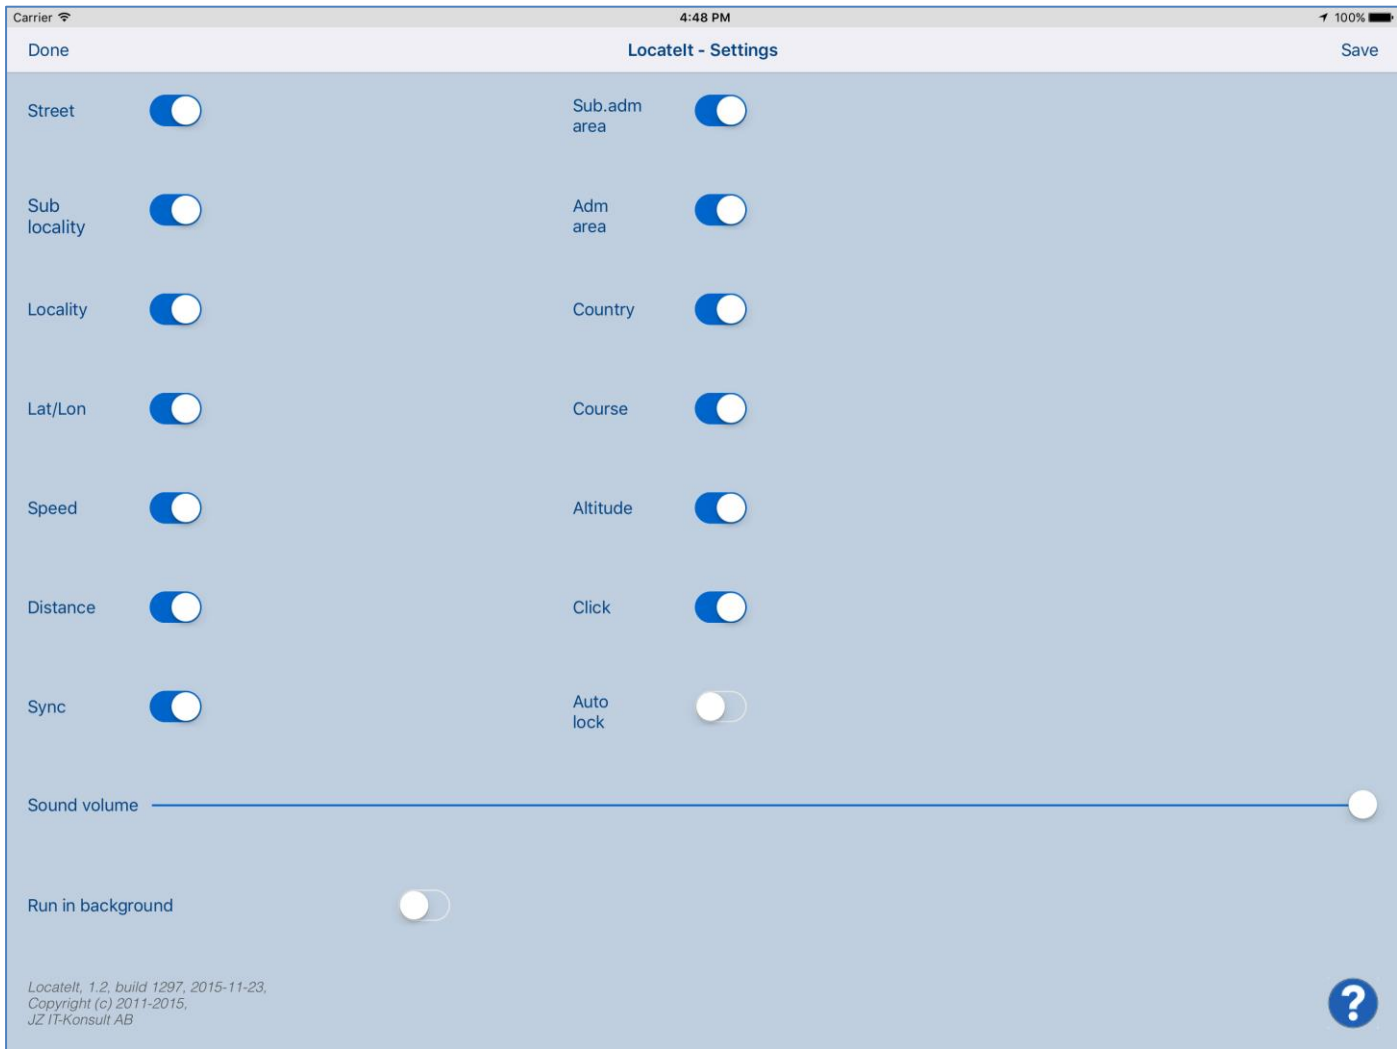 Carrier
4:48 PM
100%
Done
LocateIt - Settings
Save
Street
Sub.adm
area
Sub
locality
Adm
area
Locality
Country
Lat/Lon
Course
Speed
Altitude
Distance
Click
Sync
Auto
lock
Sound volume
Run in background
LocateIt, 1.2, build 1297, 2015-11-23,
Copyright (c) 2011-2015,
JZ IT-Konsult AB
?